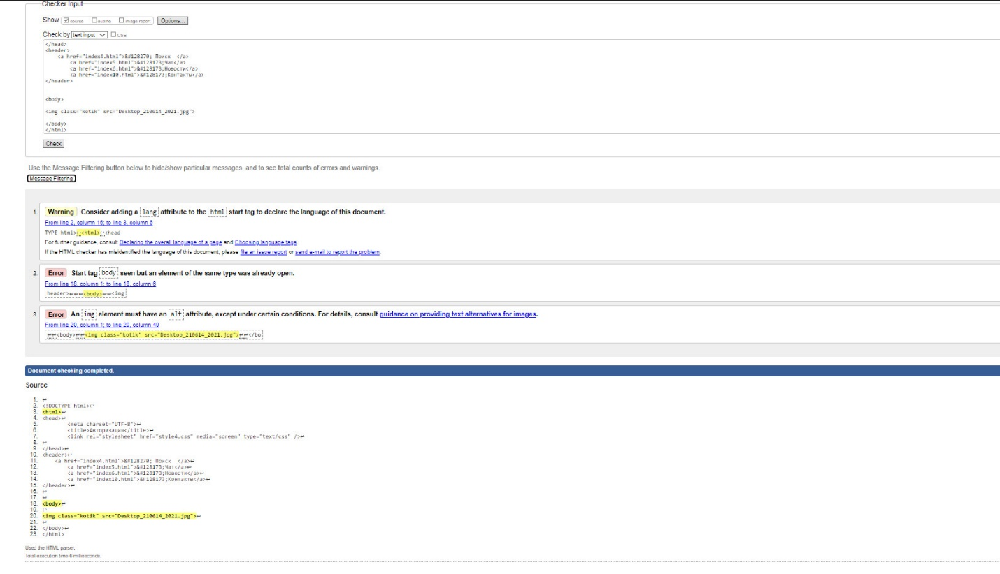 Checker Input
Show source outline image report Options...
Check by text input css
</head>
<header>
<a href="index4.html">&#128270; Поиск </a>
<a href="index5.html">&#128173;Чат</a>
<a href="index6.html">&#128173;Новости</a>
<a href="index10.html">&#128173;Контакты</a>
</header>
<body>
<img class="kotik" src="Desktop_210614_2021.jpg">
</body>
</html>
Check
Use the Message Filtering button below to hide/show particular messages, and to see total counts of errors and warnings.
Message Filtering
1. Warning Consider adding a lang attribute to the html start tag to declare the language of this document.
From line 2, column 16; to line 3, column 6
TYPE html>↩<html>↩<head
For further guidance, consult Declaring the overall language of a page and Choosing language tags.
If the HTML checker has misidentified the language of this document, please file an issue report or send e-mail to report the problem.
2. Error Start tag body seen but an element of the same type was already open.
From line 18, column 1; to line 18, column 6
header>↩↩↩<body>↩↩<img
3. Error An img element must have an alt attribute, except under certain conditions. For details, consult guidance on providing text alternatives for images.
From line 20, column 1; to line 20, column 49
↩↩<body>↩↩<img class="kotik" src="Desktop_210614_2021.jpg">↩↩</bo
Document checking completed.
Source
1. ↩
2. <!DOCTYPE html>↩
3. <html>↩
4. <head>↩
5. <meta charset="UTF-8">↩
6. <title>Авторизация</title>↩
7. <link rel="stylesheet" href="style4.css" media="screen" type="text/css" />↩
8. ↩
9. </head>↩
10. <header>↩
11. <a href="index4.html">&#128270; Поиск </a>↩
12. <a href="index5.html">&#128173;Чат</a>↩
13. <a href="index6.html">&#128173;Новости</a>↩
14. <a href="index10.html">&#128173;Контакты</a>↩
15. </header>↩
16. ↩
17. ↩
18. <body>↩
19. ↩
20. <img class="kotik" src="Desktop_210614_2021.jpg">↩
21. ↩
22. </body>↩
23. </html>
Used the HTML parser.
Total execution time 6 milliseconds.